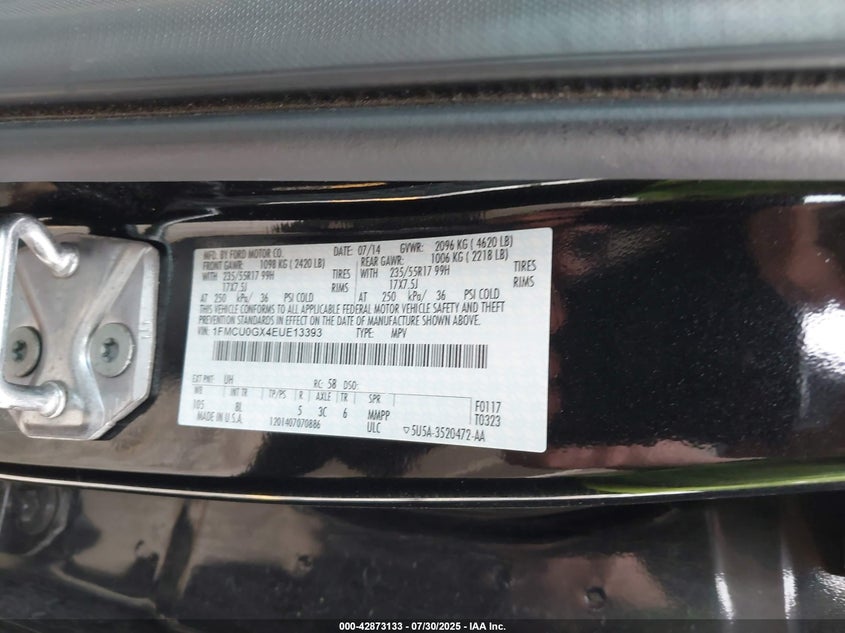 MFD. BY FORD MOTOR CO. DATE: 07/14 GVWR: 2096 KG ( 4620 LB)
FRONT GAWR: 1098 KG ( 2420 LB) REAR GAWR: 1006 KG ( 2218 LB)
WITH 235/55R17 99H TIRES WITH 235/55R17 99H TIRES
17X7.5J RIMS 17X7.5J RIMS
AT 250 kPa/ 36 PSI COLD AT 250 kPa/ 36 PSI COLD
THIS VEHICLE CONFORMS TO ALL APPLICABLE FEDERAL MOTOR VEHICLE SAFETY AND THEFT
PREVENTION STANDARDS IN EFFECT ON THE DATE OF MANUFACTURE SHOWN ABOVE.
VIN: 1FMCU0GX4EUE13393 TYPE: MPV
EXT PNT: UH RC: 58 DSO:
WB INT TR TP/PS R AXLE TR SPR
105 8L 5 3C 6 MMPP F0117
MADE IN U.S.A. 1201407070886 ULC ▽5U5A-3520472-AA T0323
000-42873133 - 07/30/2025 - IAA Inc.